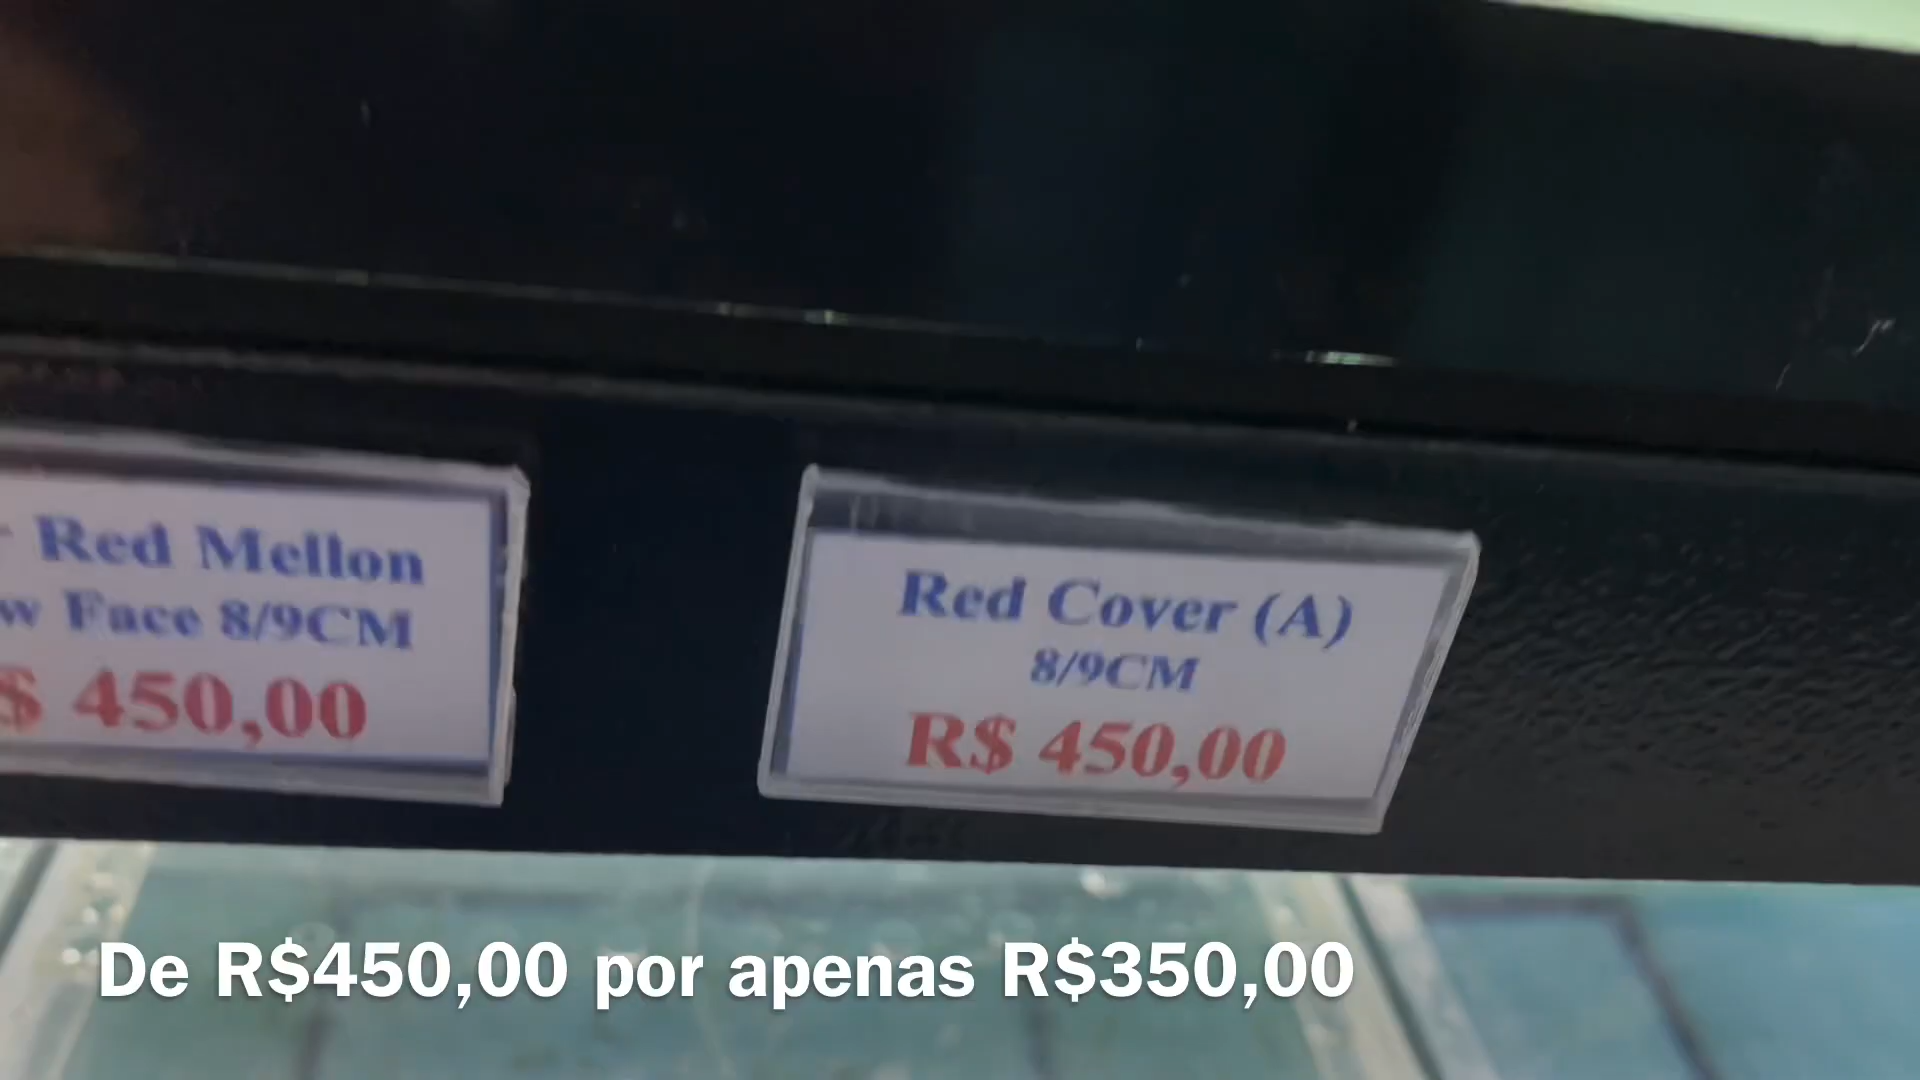 Red Mellon
Face 8/9CM
$ 450,00
Red Cover (A)
8/9CM
R$ 450,00
De R$450,00 por apenas R$350,00